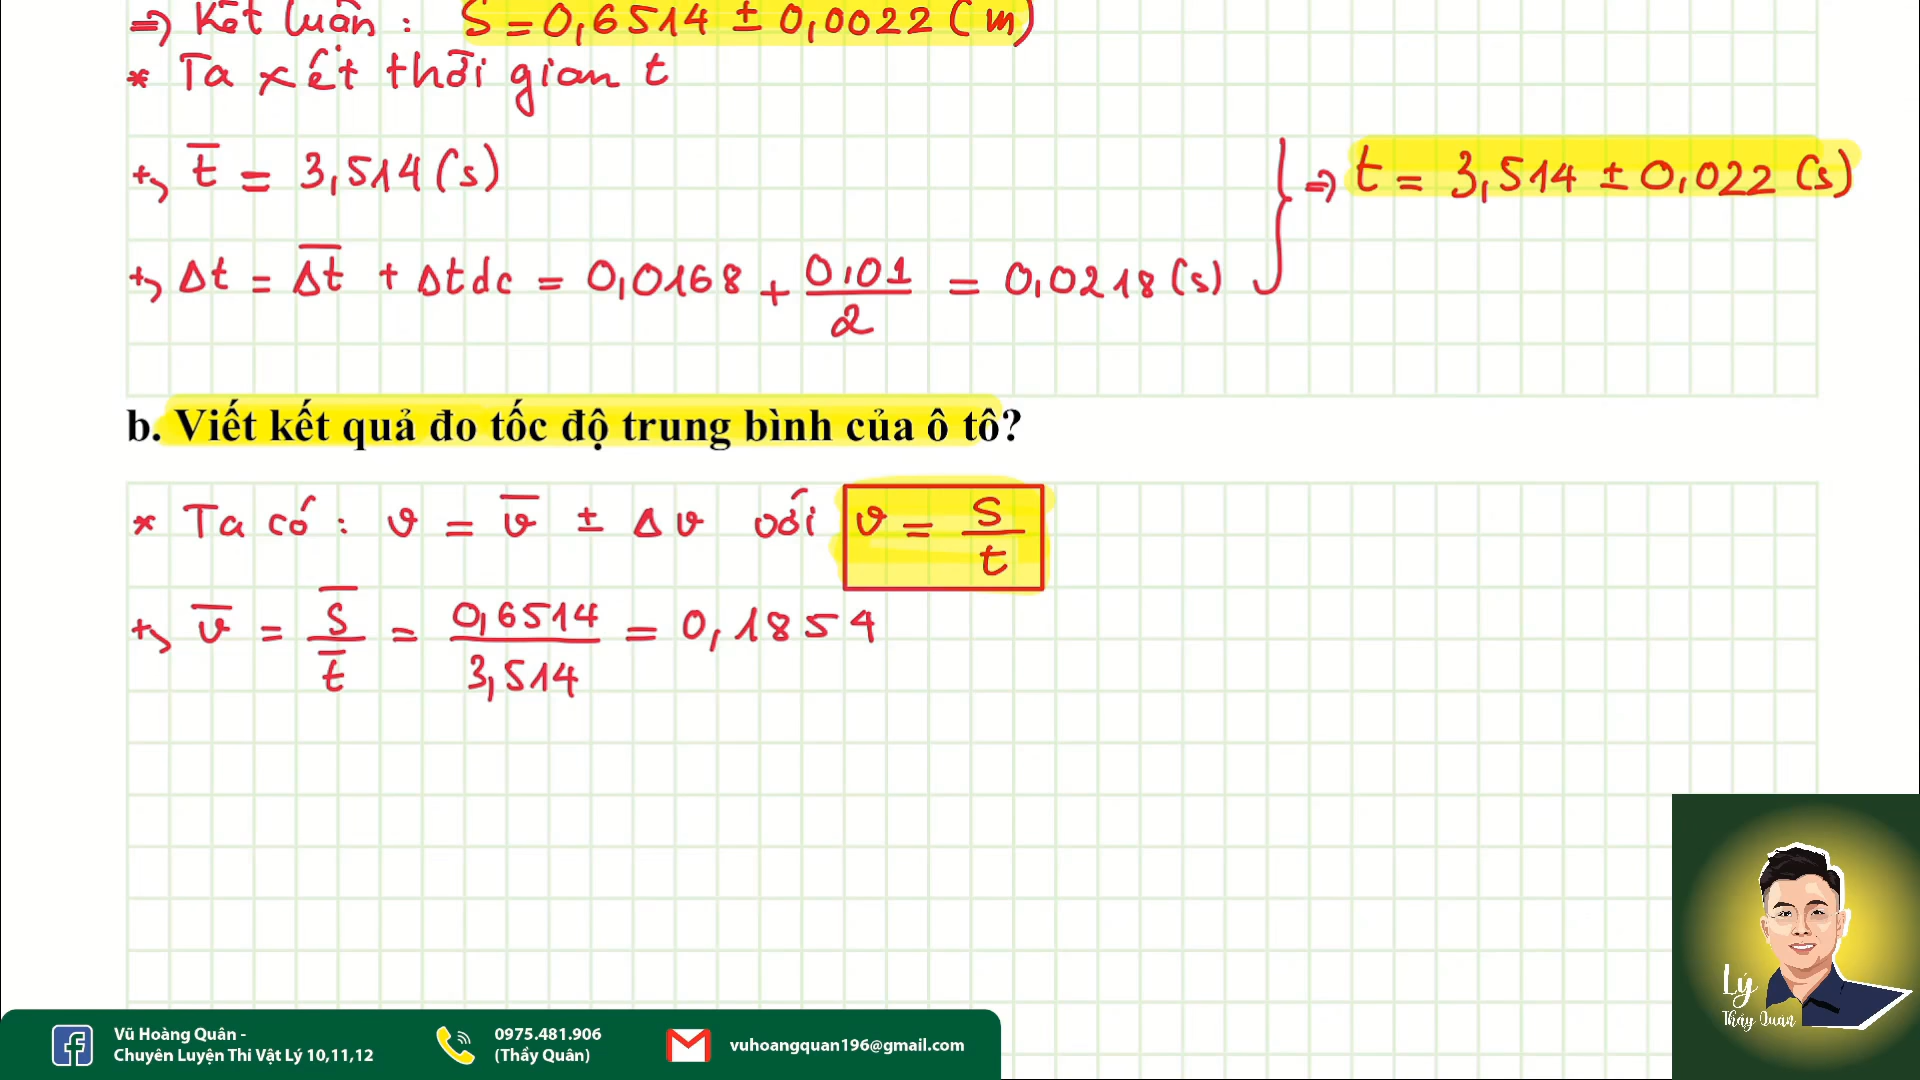 => Kết luận : S = 0,6514 ± 0,0022 (m)
* Ta xét thời gian t
+, t̅ = 3,514 (s)
+, Δt = Δ̅t̅ + Δtdc = 0,0168 + 0,01/2 = 0,0218 (s)
=> t = 3,514 ± 0,022 (s)
b. Viết kết quả đo tốc độ trung bình của ô tô?
* Ta có : v = v̅ ± Δv với v = S/t
+, v̅ = S̅/t̅ = 0,6514/3,514 = 0,1854
Lý
Thầy Quân
Vũ Hoàng Quân -
Chuyên Luyện Thi Vật Lý 10,11,12
0975.481.906
(Thầy Quân)
vuhoangquan196@gmail.com